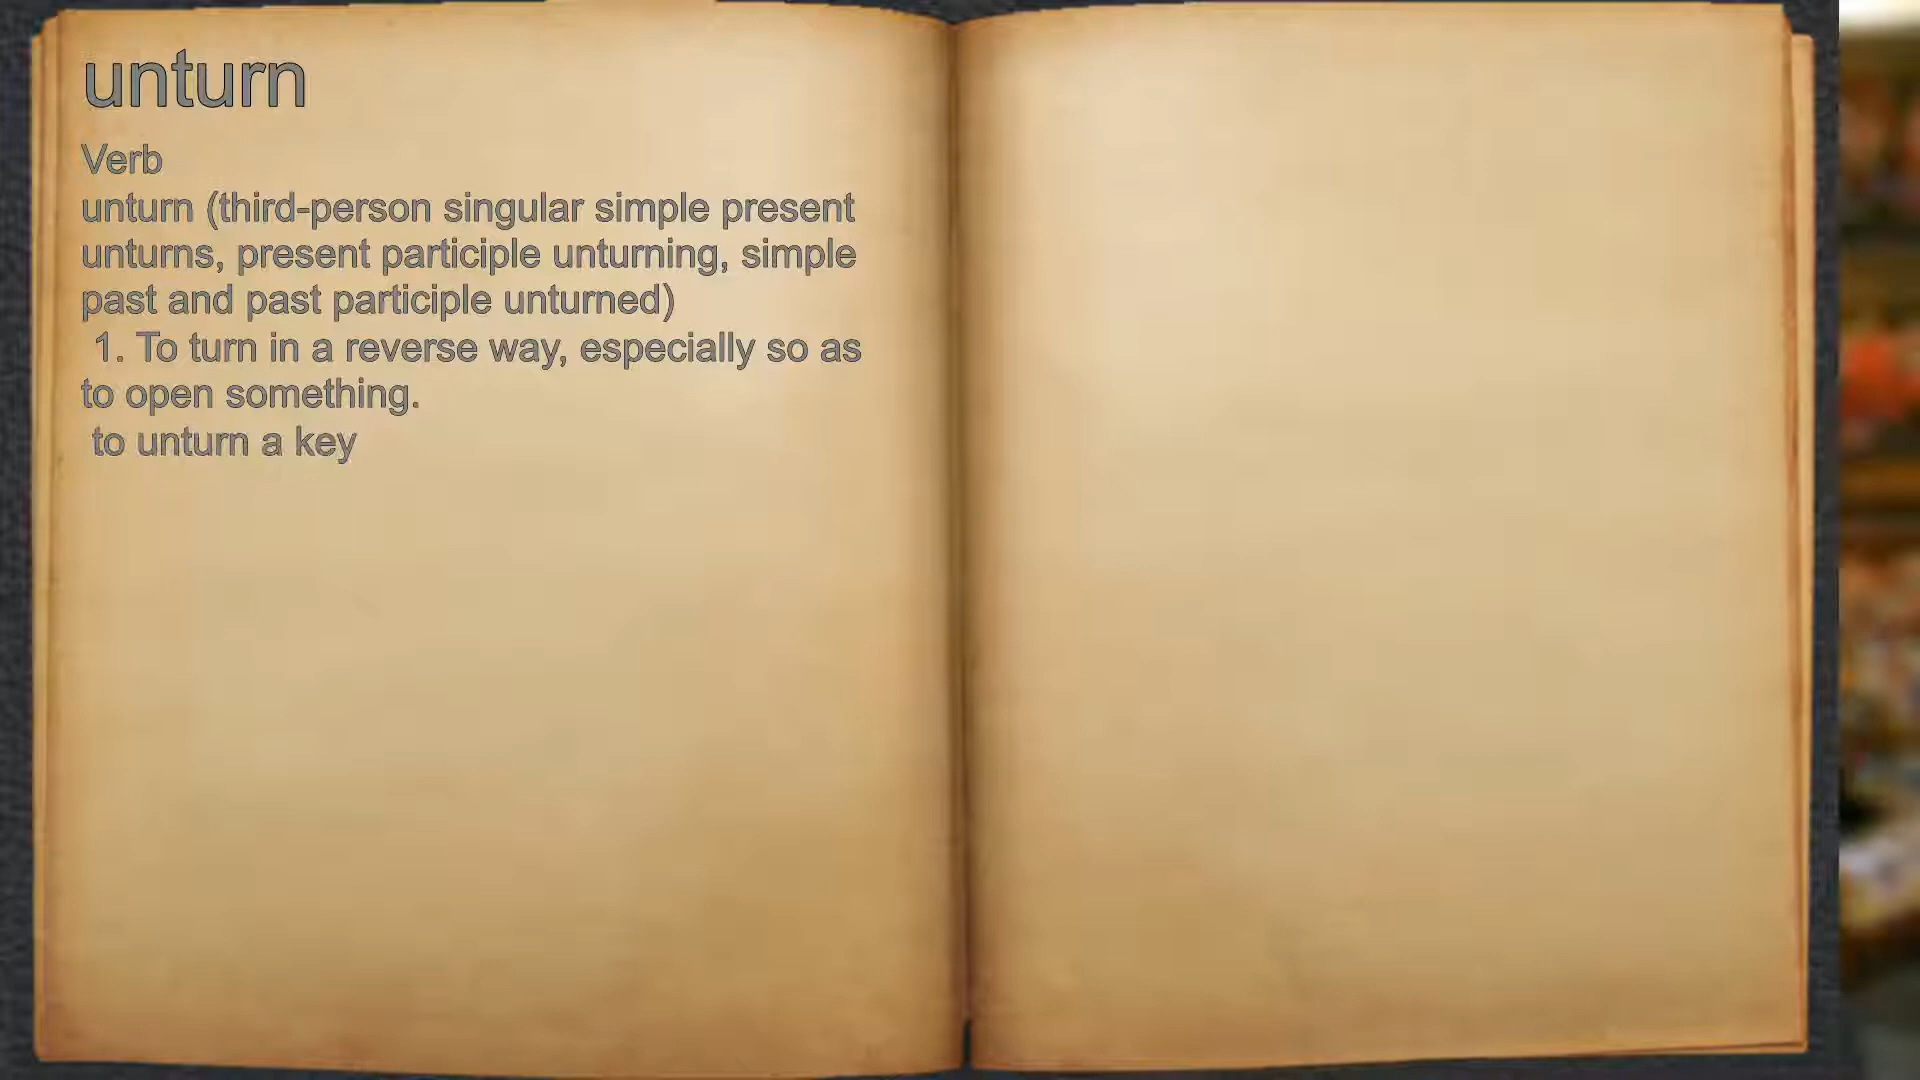 unturn
Verb
unturn (third-person singular simple present
unturns, present participle unturning, simple
past and past participle unturned)
1. To turn in a reverse way, especially so as
to open something.
to unturn a key